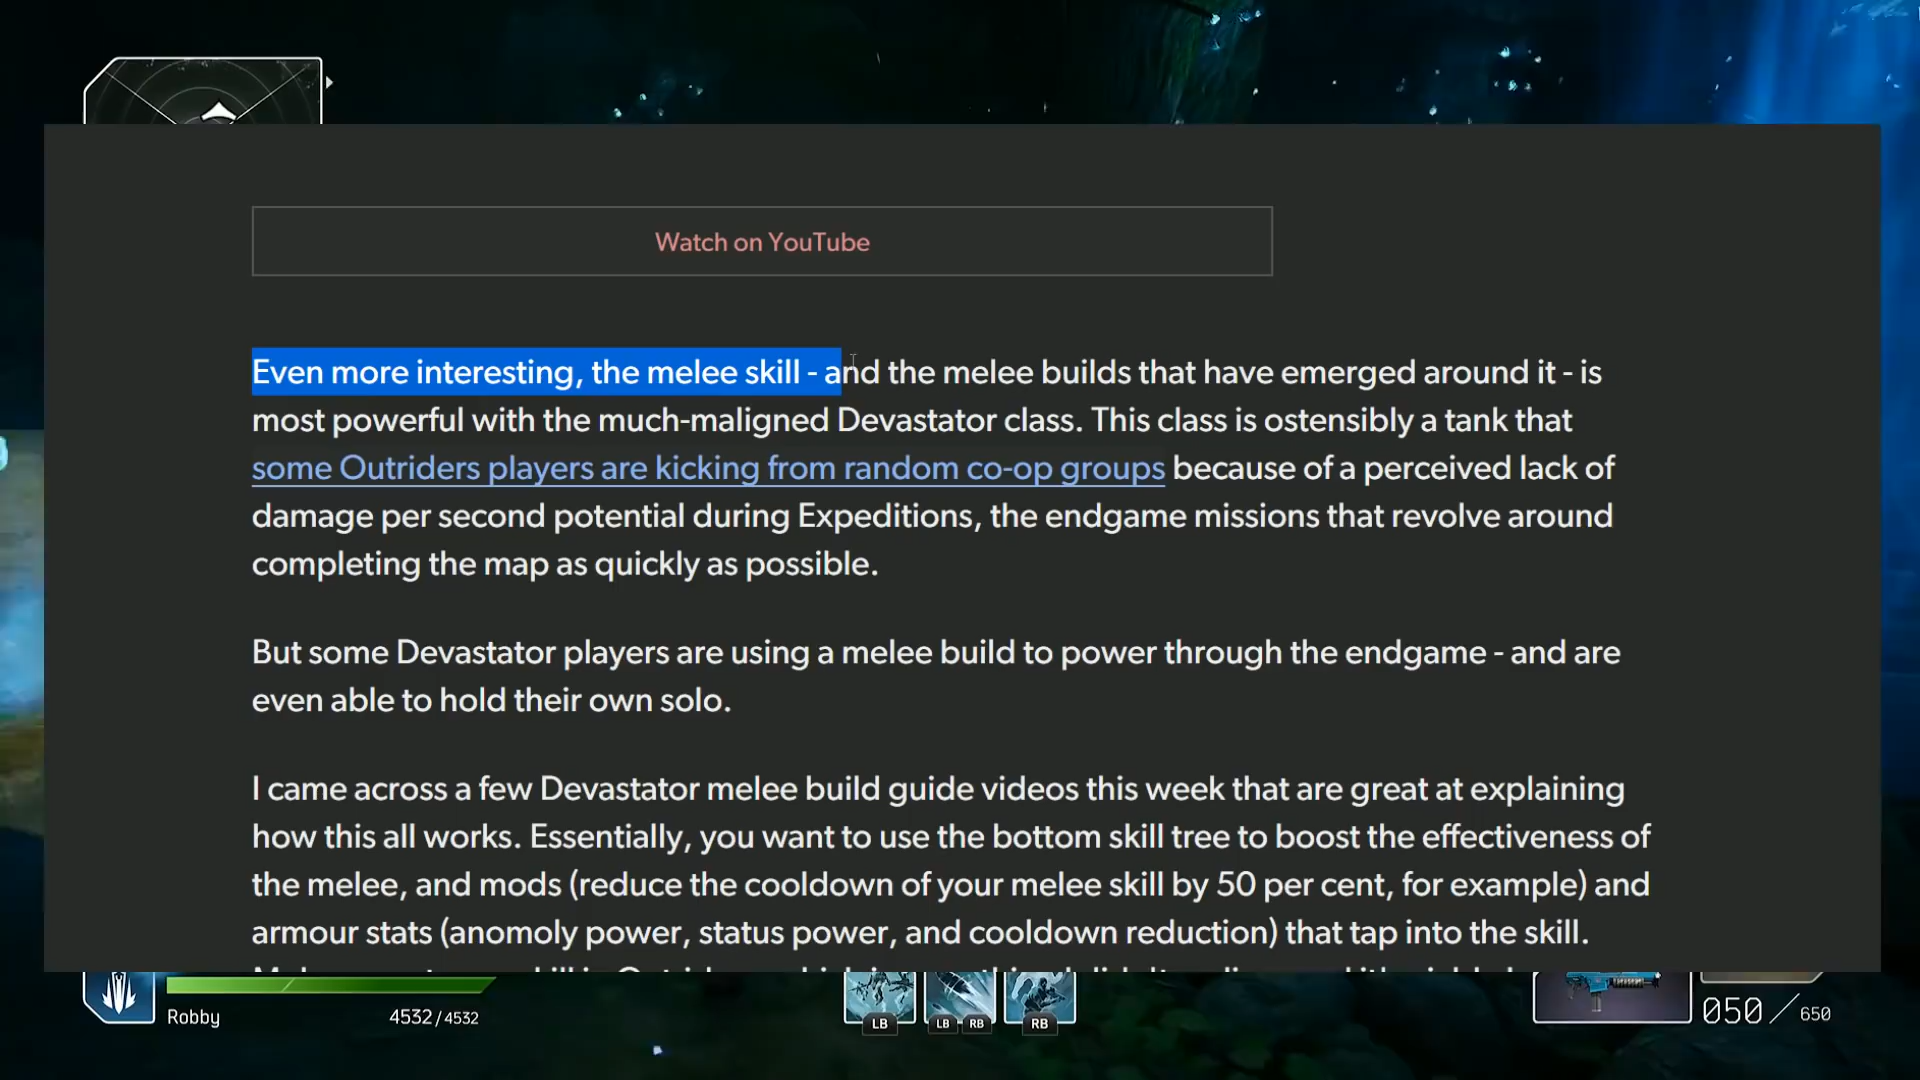 Watch on YouTube
Even more interesting, the melee skill - and the melee builds that have emerged around it - is
most powerful with the much-maligned Devastator class. This class is ostensibly a tank that
some Outriders players are kicking from random co-op groups because of a perceived lack of
damage per second potential during Expeditions, the endgame missions that revolve around
completing the map as quickly as possible.
But some Devastator players are using a melee build to power through the endgame - and are
even able to hold their own solo.
I came across a few Devastator melee build guide videos this week that are great at explaining
how this all works. Essentially, you want to use the bottom skill tree to boost the effectiveness of
the melee, and mods (reduce the cooldown of your melee skill by 50 per cent, for example) and
armour stats (anomoly power, status power, and cooldown reduction) that tap into the skill.
Robby 4532/4532
LB LB RB RB
050/650